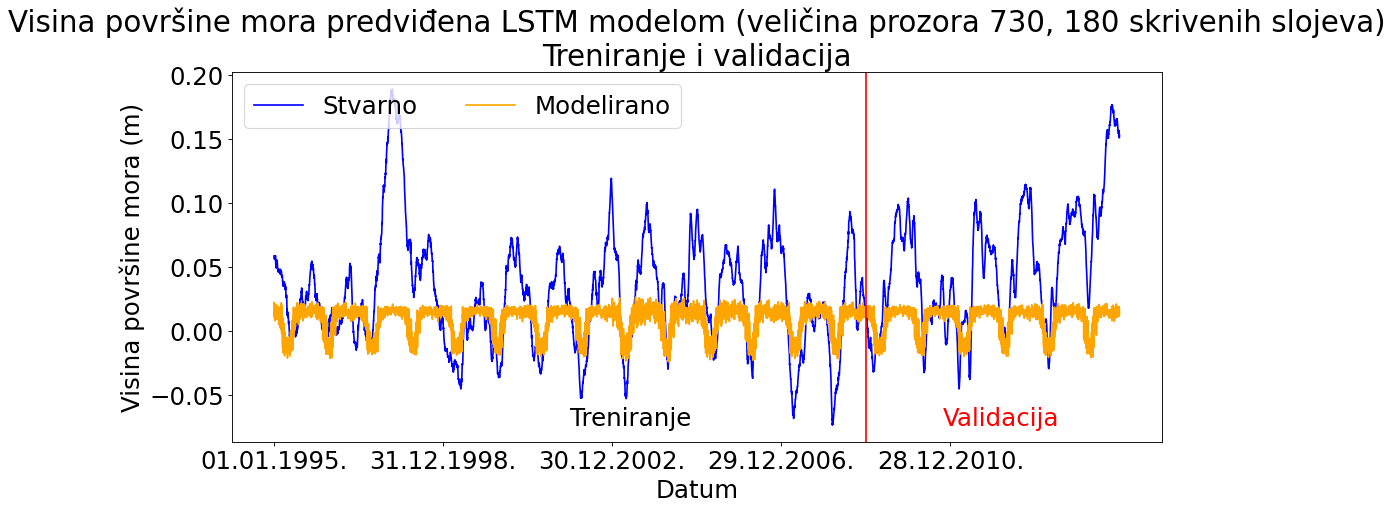 Visina površine mora predviđena LSTM modelom (veličina prozora 730, 180 skrivenih slojeva)
Treniranje i validacija
Stvarno
Modelirano
Visina površine mora (m)
0.20
0.15
0.10
0.05
0.00
−0.05
Treniranje
Validacija
01.01.1995.
31.12.1998.
30.12.2002.
29.12.2006.
28.12.2010.
Datum